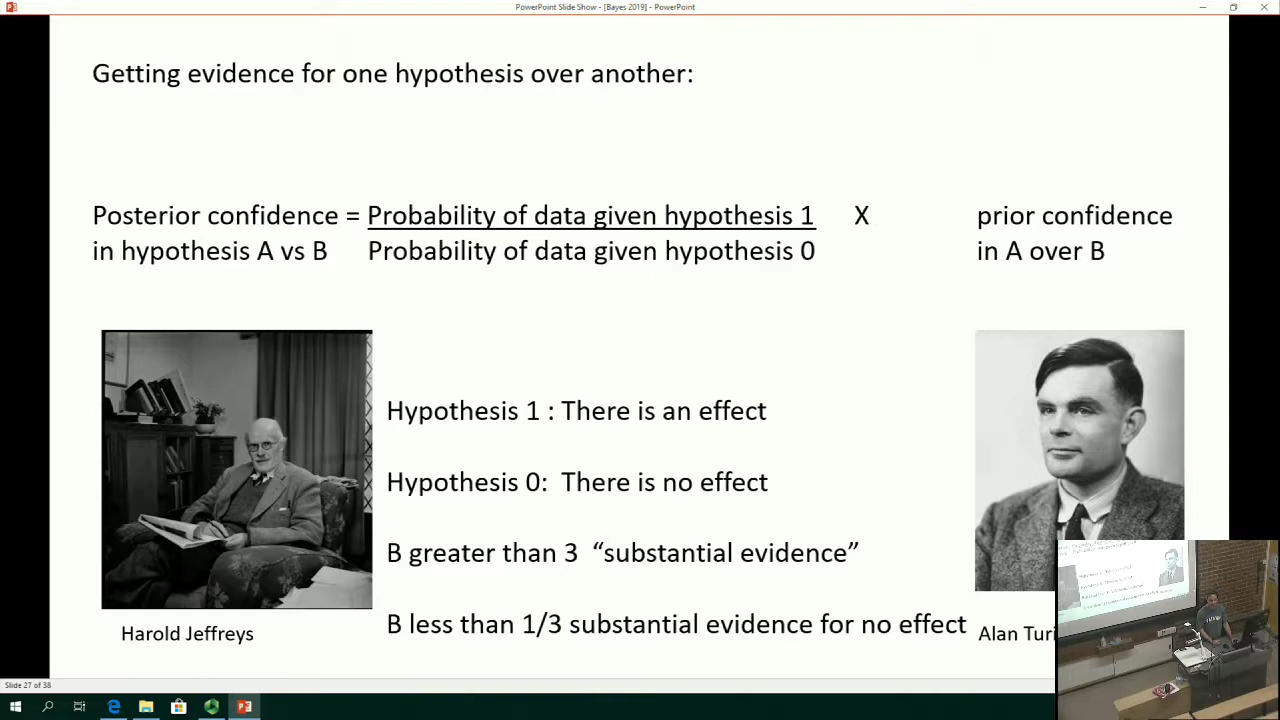 PowerPoint Slide Show - [Bayes 2019] - PowerPoint
Getting evidence for one hypothesis over another:
Posterior confidence = Probability of data given hypothesis 1 X prior confidence
in hypothesis A vs B Probability of data given hypothesis 0 in A over B
Hypothesis 1 : There is an effect
Hypothesis 0: There is no effect
B greater than 3 “substantial evidence”
B less than 1/3 substantial evidence for no effect
Harold Jeffreys
Alan Turi
Slide 27 of 38